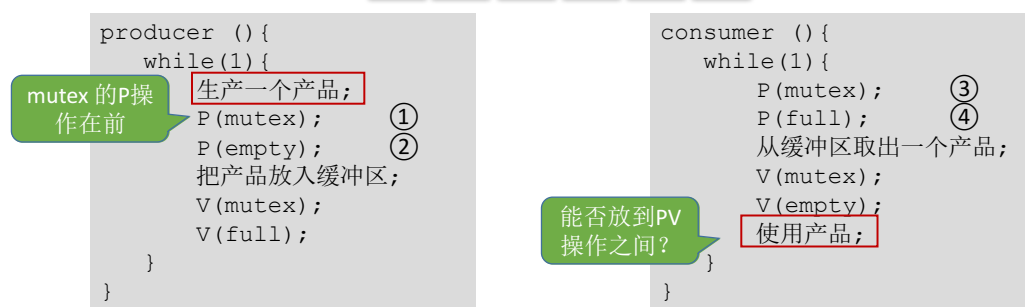 producer (){
while(1){
生产一个产品;
P(mutex); ①
P(empty); ②
把产品放入缓冲区;
V(mutex);
V(full);
}
}
mutex 的P操
作在前
consumer (){
while(1){
P(mutex); ③
P(full); ④
从缓冲区取出一个产品;
V(mutex);
V(empty);
使用产品;
}
}
能否放到PV
操作之间?